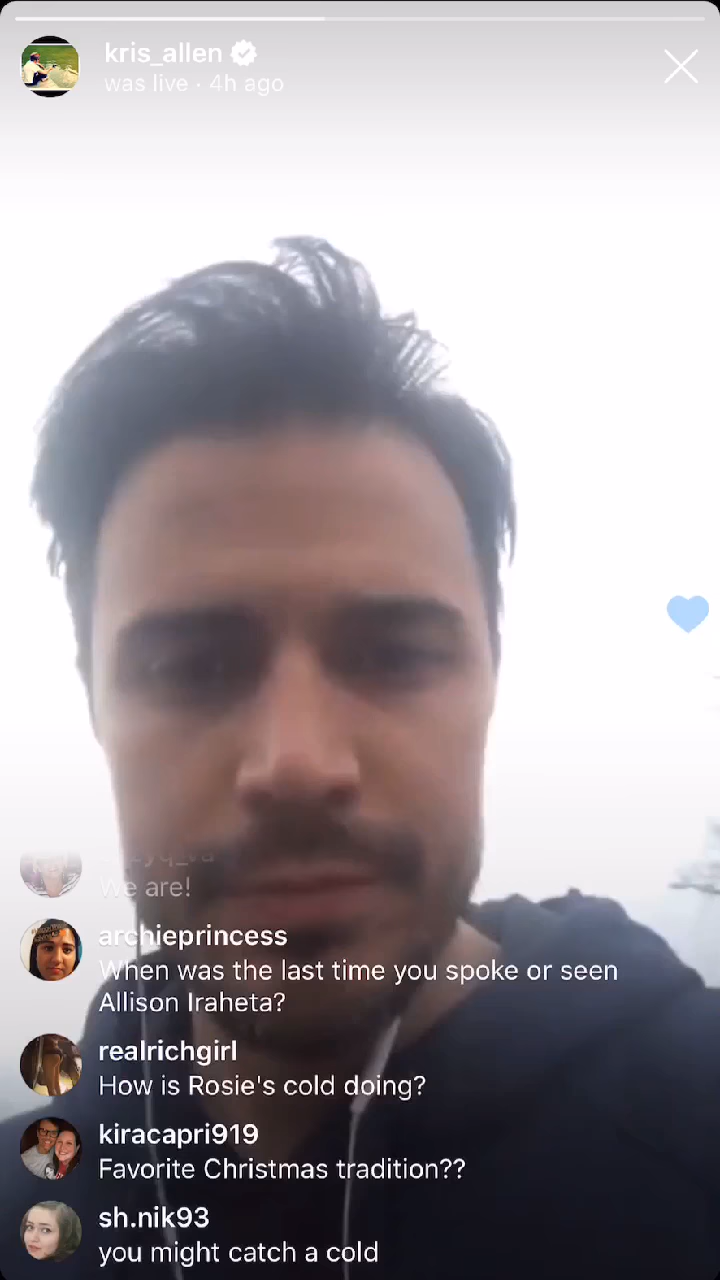 kris_allen
was live · 4h ago
We are!
archieprincess
When was the last time you spoke or seen
Allison Iraheta?
realrichgirl
How is Rosie's cold doing?
kiracapri919
Favorite Christmas tradition??
sh.nik93
you might catch a cold